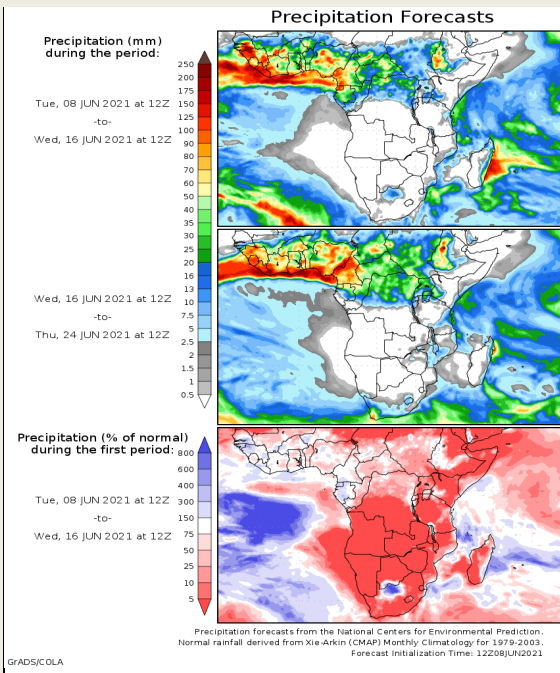 Precipitation Forecasts
Precipitation (mm)
during the period:
Tue, 08 JUN 2021 at 12Z
-to-
Wed, 16 JUN 2021 at 12Z
250
200
175
150
125
100
90
80
70
60
50
40
35
30
25
20
16
13
10
7.5
5
2.5
2
1.5
1
0.5
Wed, 16 JUN 2021 at 12Z
-to-
Thu, 24 JUN 2021 at 12Z
Precipitation (% of normal)
during the first period:
Tue, 08 JUN 2021 at 12Z
-to-
Wed, 16 JUN 2021 at 12Z
800
600
400
300
150
75
50
25
10
5
Precipitation forecasts from the National Centers for Environmental Prediction.
Normal rainfall derived from Xie-Arkin (CMAP) Monthly Climatology for 1979-2003.
Forecast Initialization Time: 12Z08JUN2021
GrADS/COLA